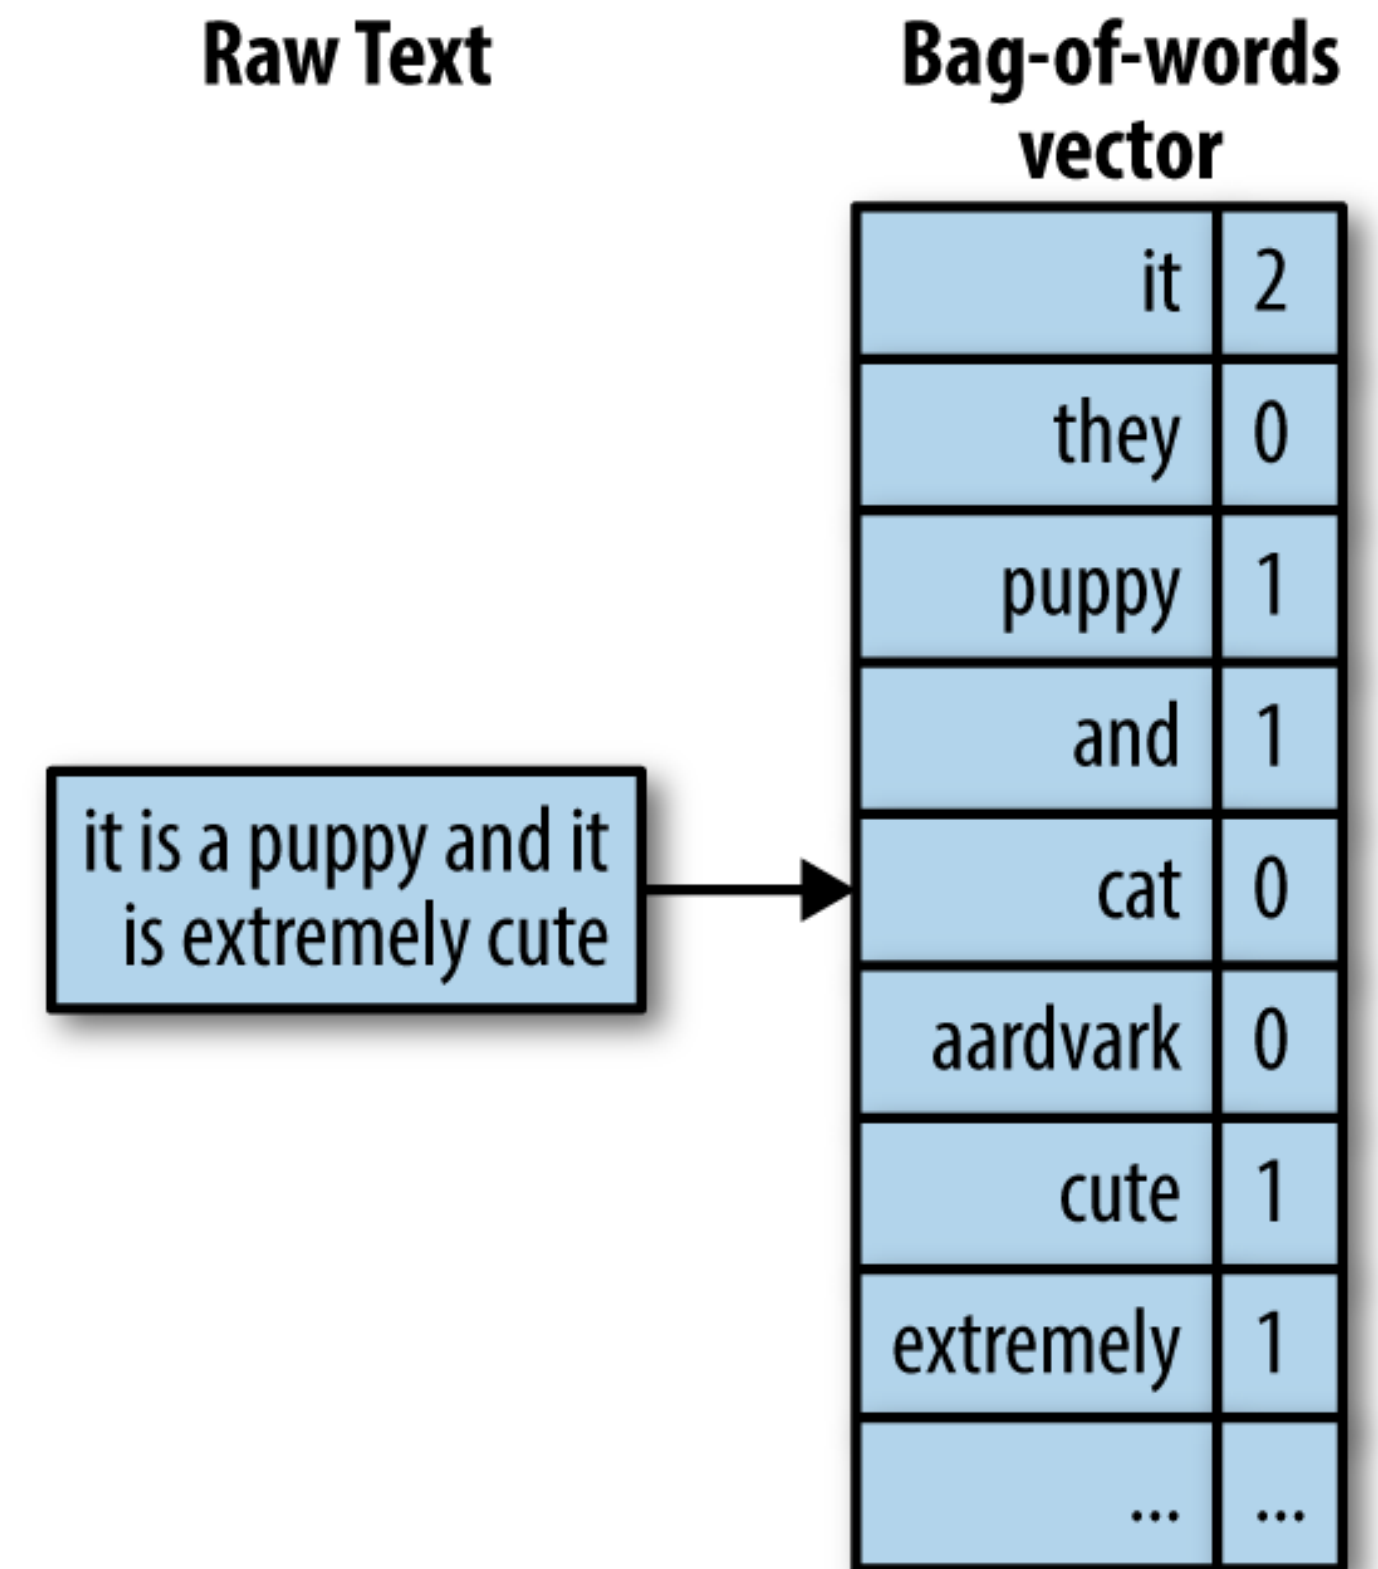 Raw Text
Bag-of-words
vector
it is a puppy and it
is extremely cute
it 2
they 0
puppy 1
and 1
cat 0
aardvark 0
cute 1
extremely 1
... ...